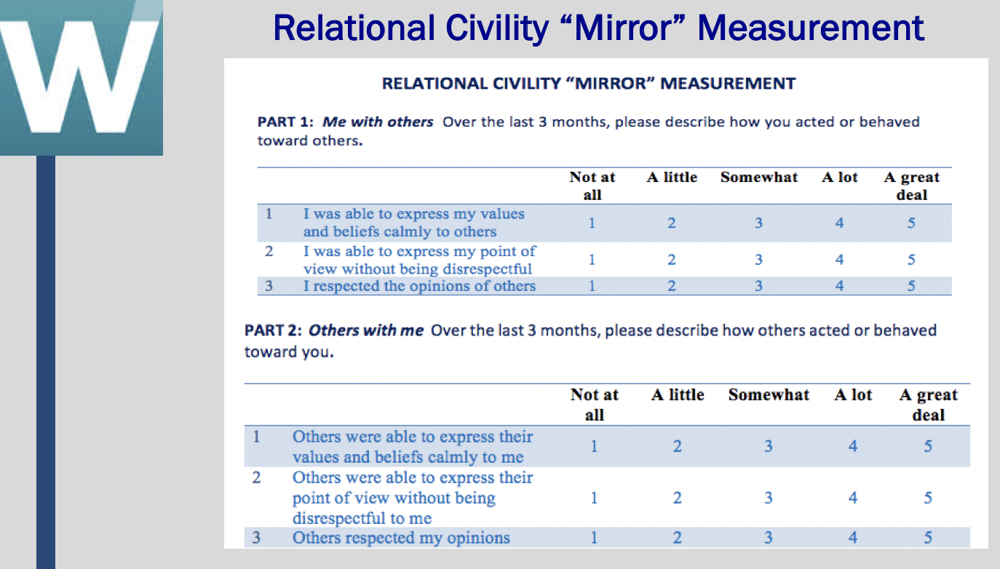 W
Relational Civility “Mirror” Measurement
RELATIONAL CIVILITY “MIRROR” MEASUREMENT
PART 1: Me with others Over the last 3 months, please describe how you acted or behaved
toward others.
Not at A little Somewhat A lot A great
all deal
1 I was able to express my values
and beliefs calmly to others 1 2 3 4 5
2 I was able to express my point of
view without being disrespectful 1 2 3 4 5
3 I respected the opinions of others 1 2 3 4 5
PART 2: Others with me Over the last 3 months, please describe how others acted or behaved
toward you.
Not at A little Somewhat A lot A great
all deal
1 Others were able to express their
values and beliefs calmly to me 1 2 3 4 5
2 Others were able to express their
point of view without being 1 2 3 4 5
disrespectful to me
3 Others respected my opinions 1 2 3 4 5